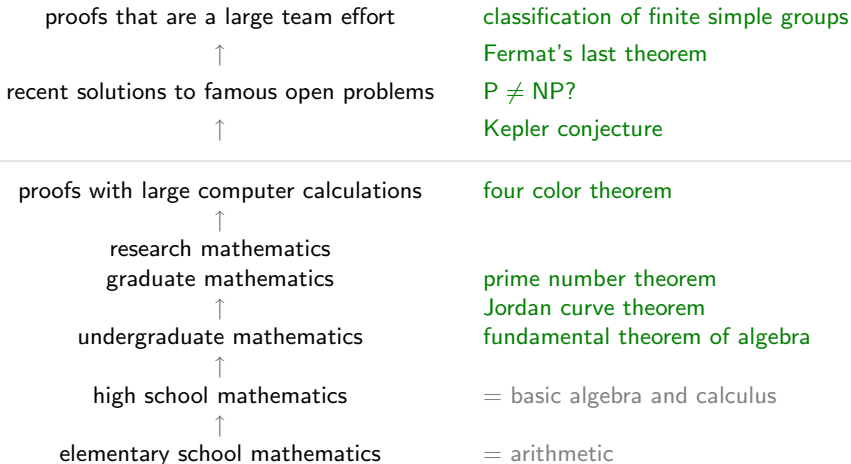 proofs that are a large team effort classification of finite simple groups
↑ Fermat's last theorem
recent solutions to famous open problems P ≠ NP?
↑ Kepler conjecture
proofs with large computer calculations four color theorem
↑
research mathematics
graduate mathematics prime number theorem
↑ Jordan curve theorem
undergraduate mathematics fundamental theorem of algebra
↑
high school mathematics = basic algebra and calculus
↑
elementary school mathematics = arithmetic